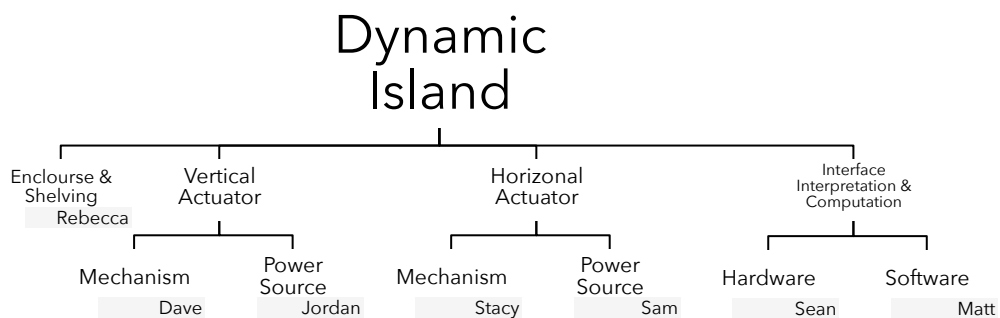 Dynamic
Island
Enclourse &
Shelving
Rebecca
Vertical
Actuator
Horizonal
Actuator
Interface
Interpretation &
Computation
Mechanism
Dave
Power
Source
Jordan
Mechanism
Stacy
Power
Source
Sam
Hardware
Sean
Software
Matt